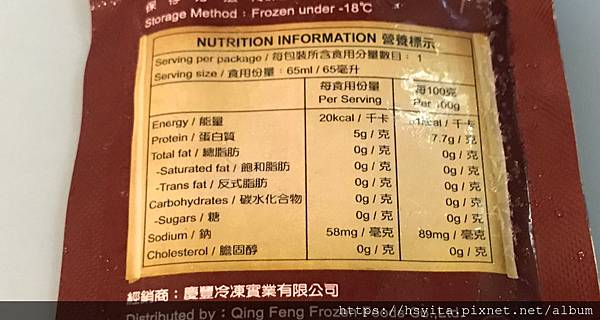 Storage Method：Frozen under -18℃
NUTRITION INFORMATION 營養標示
Serving per package / 每包裝所含食用分量數目：1
Serving size / 食用份量：65ml / 65毫升
每食用份量 每100克
Per Serving Per 100g
Energy / 能量 20kcal / 千卡 31kcal / 千卡
Protein / 蛋白質 5g / 克 7.7g / 克
Total fat / 總脂肪 0g / 克 0g / 克
-Saturated fat / 飽和脂肪 0g / 克 0g / 克
-Trans fat / 反式脂肪 0g / 克 0g / 克
Carbohydrates / 碳水化合物 0g / 克 0g / 克
-Sugars / 糖 0g / 克 0g / 克
Sodium / 鈉 58mg / 毫克 89mg / 毫克
Cholesterol / 膽固醇 0g / 克 0g / 克
經銷商：慶豐冷凍實業有限公司
Distributed by：Qing Feng Frozen Foods Co.,Ltd.
https://hsyitaipixnet.net/album